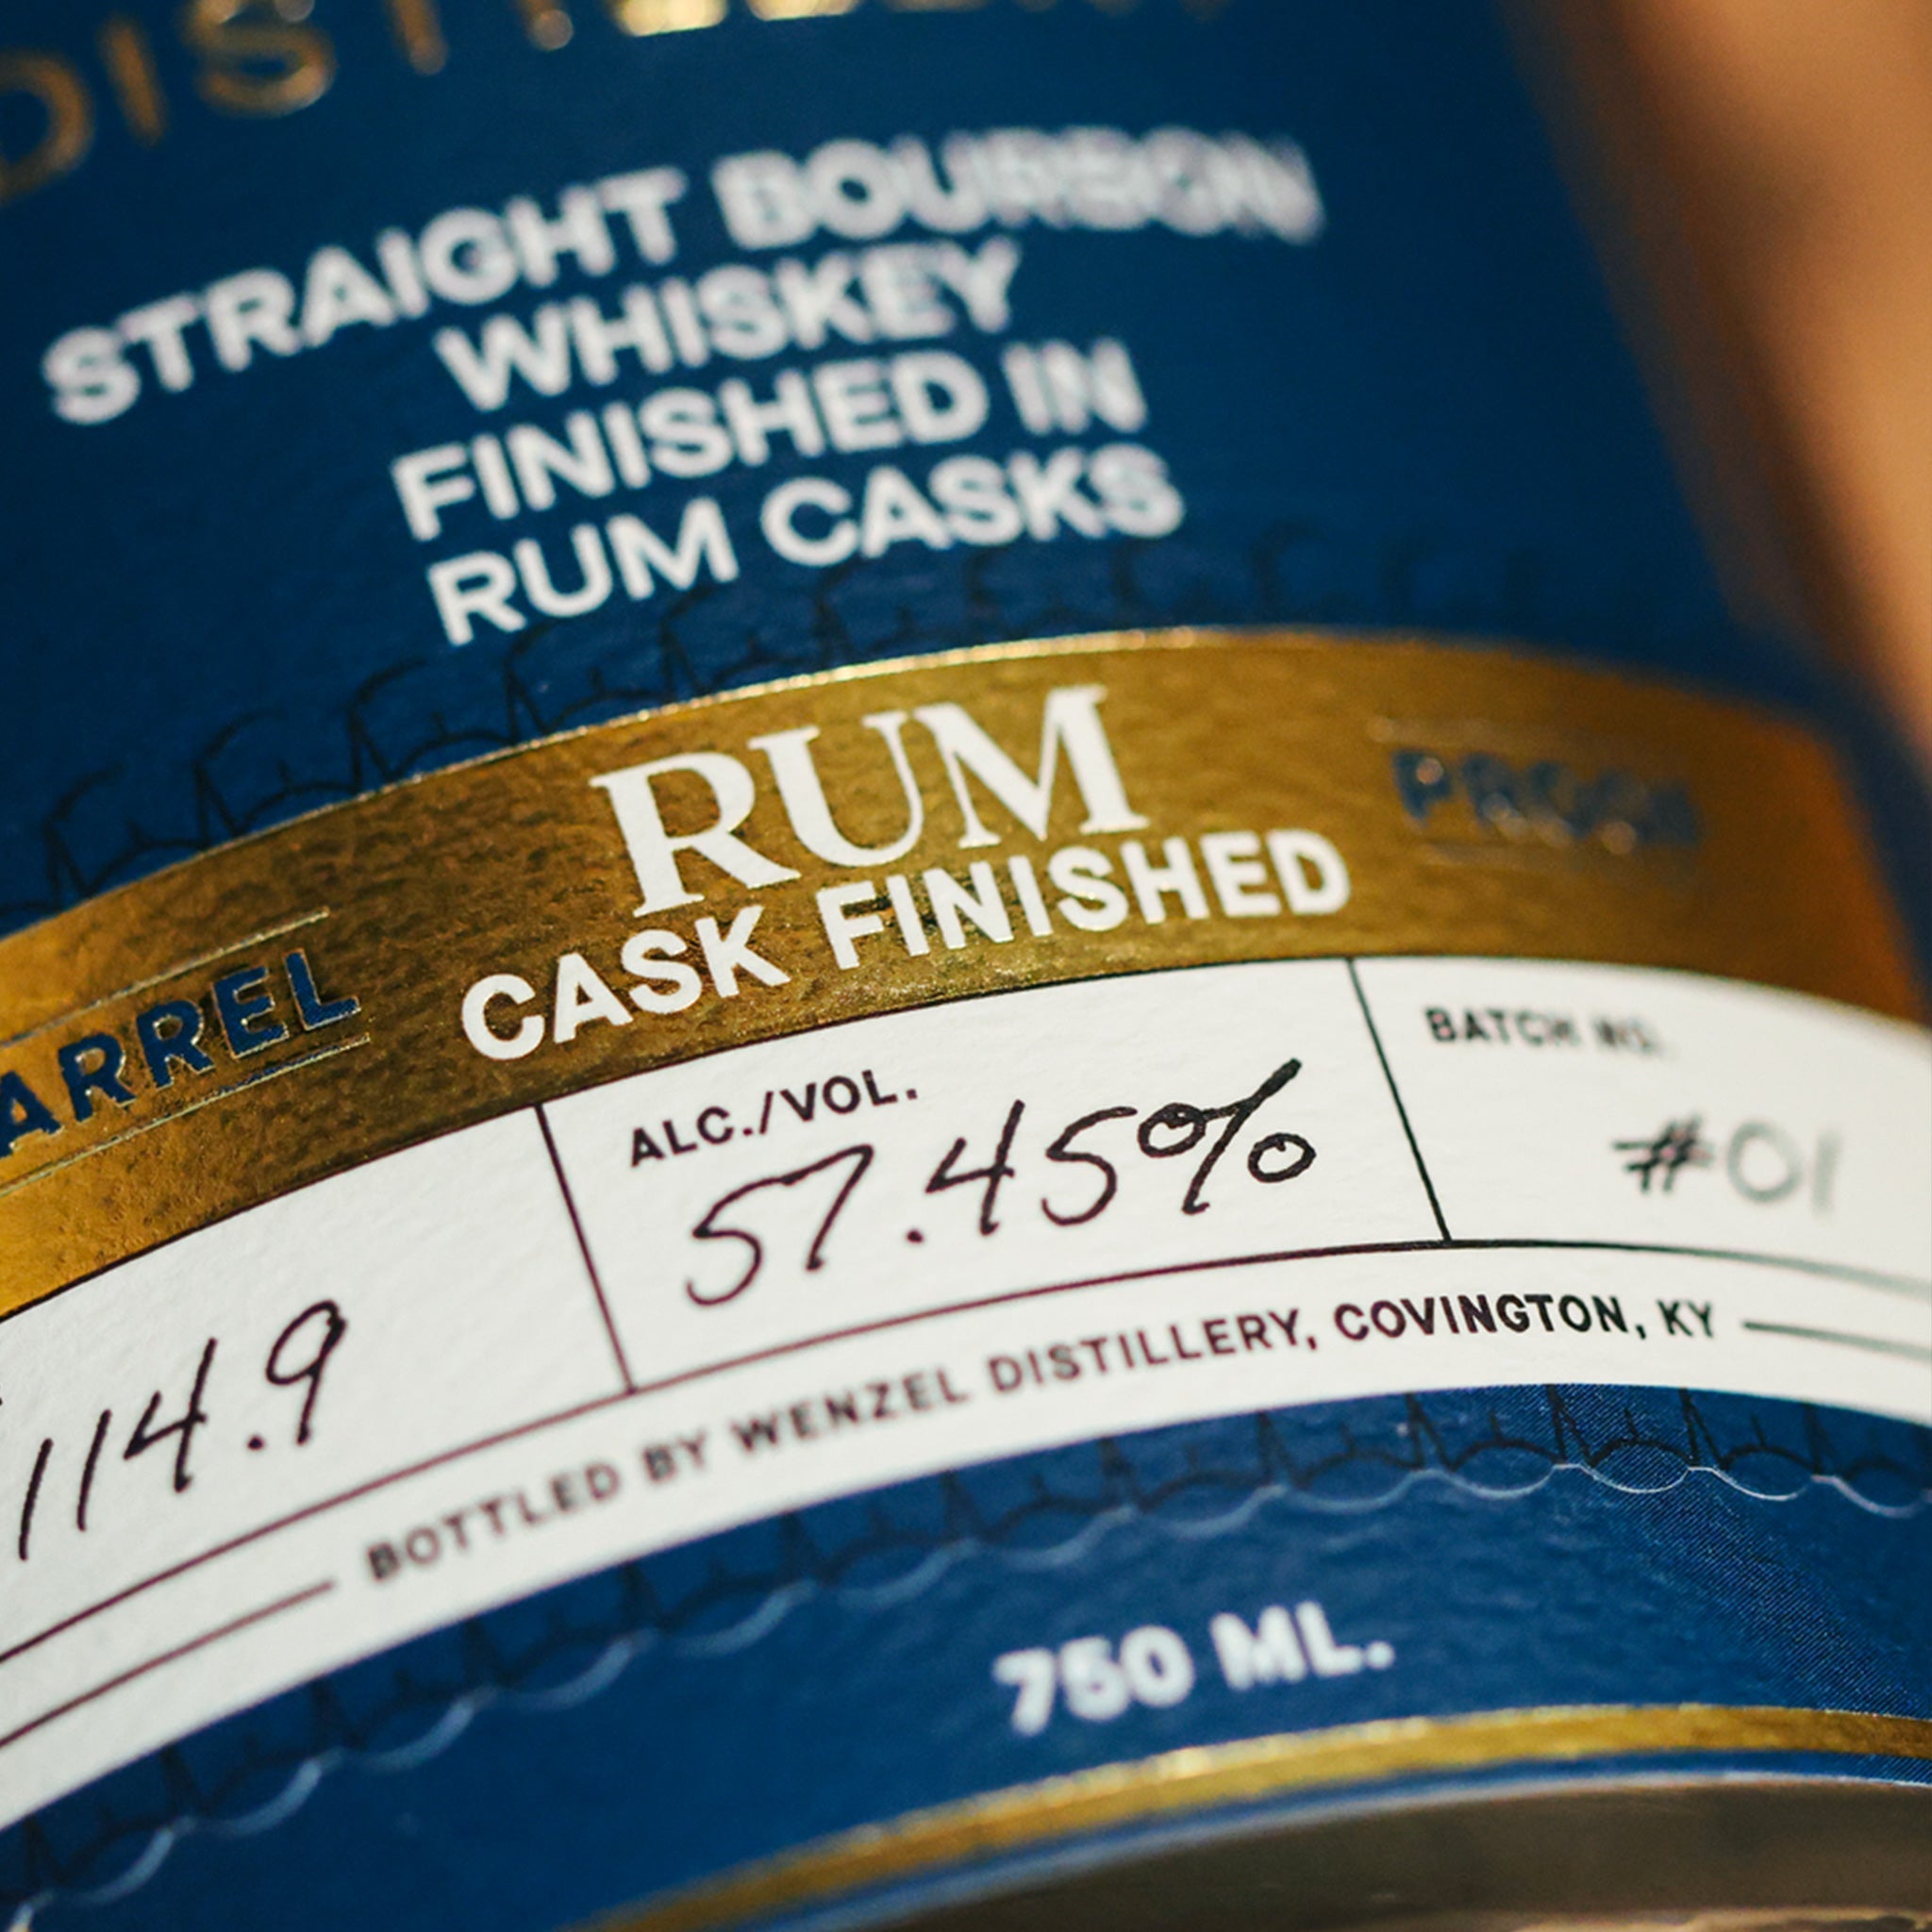 STRAIGHT BOURBON
WHISKEY
FINISHED IN
RUM CASKS
RUM
CASK FINISHED
ARREL
PROOF
114.9
ALC./VOL.
57.45%
BATCH NO.
#01
BOTTLED BY WENZEL DISTILLERY, COVINGTON, KY
750 ML.